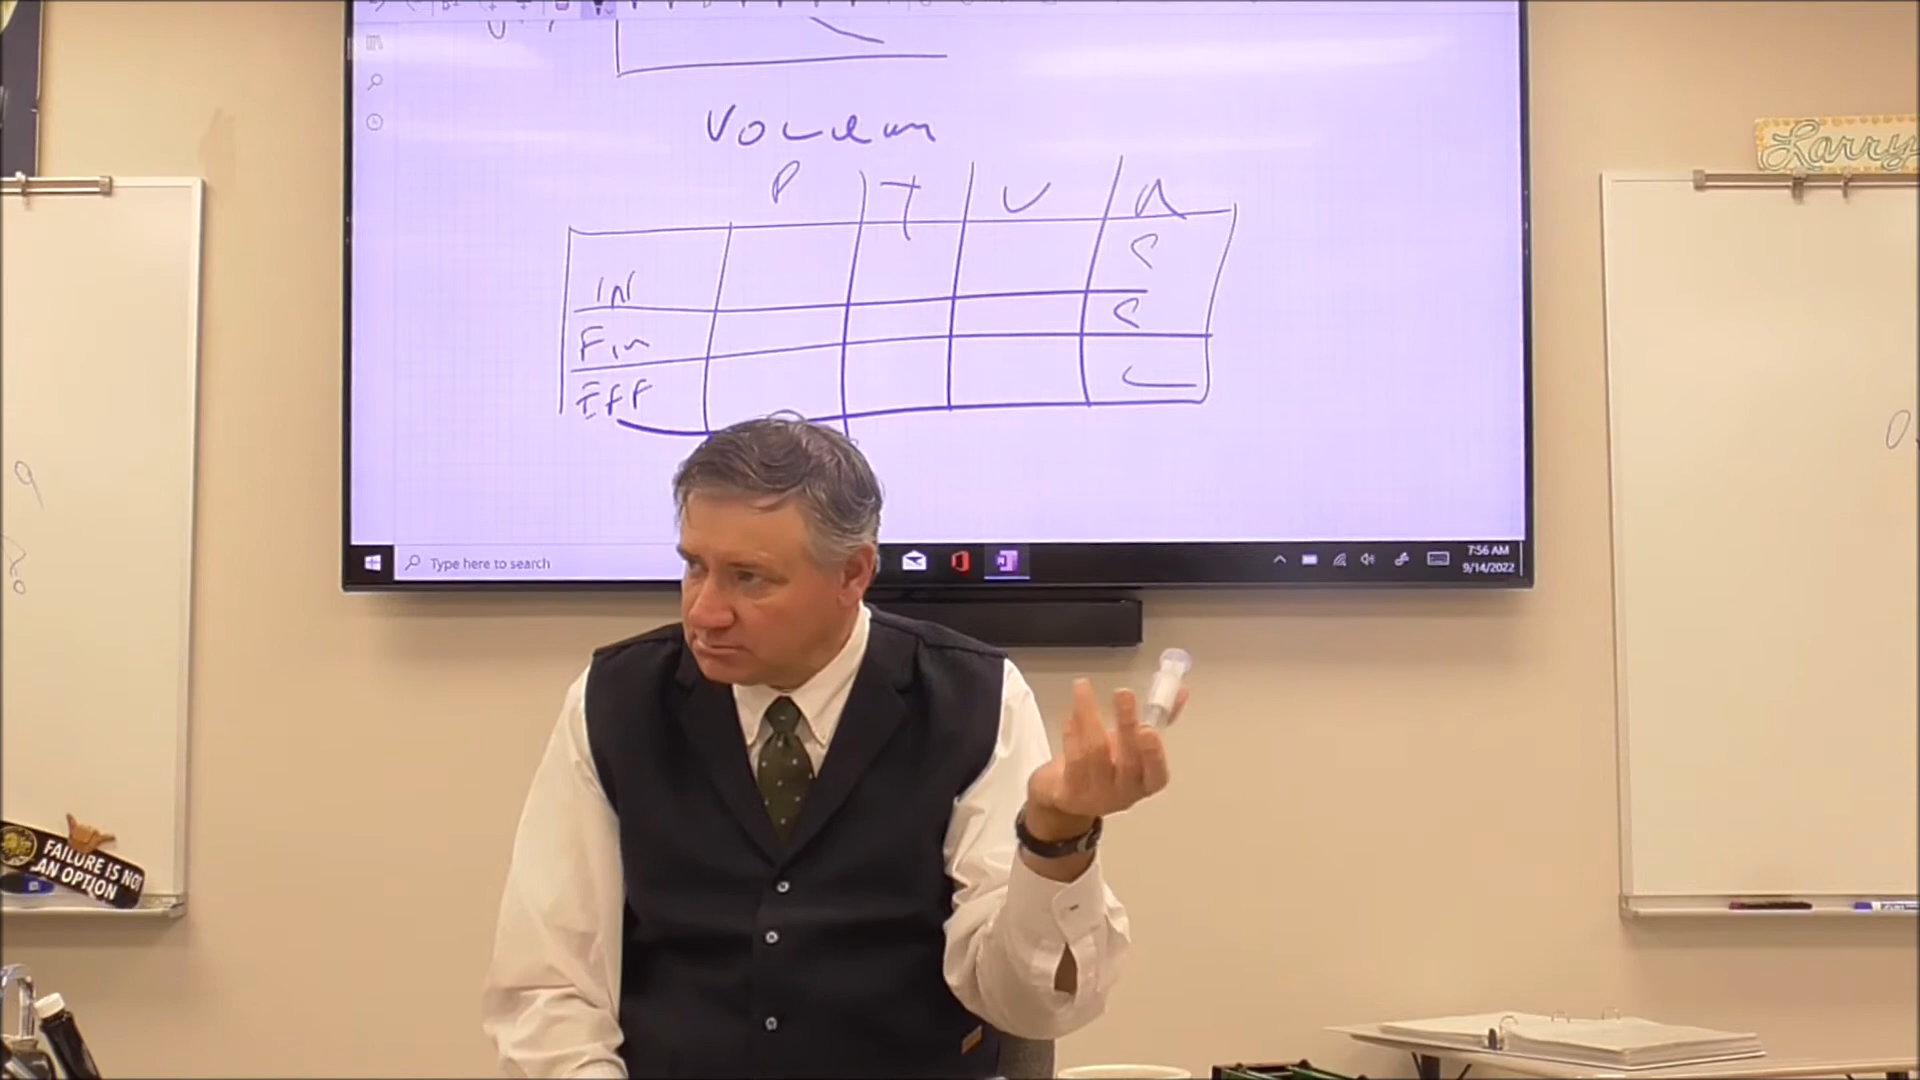 Volum
P T V n
C
In
C
Fin
Eff
Type here to search
7:56 AM
9/14/2022
Larry
FAILURE IS NOT
AN OPTION